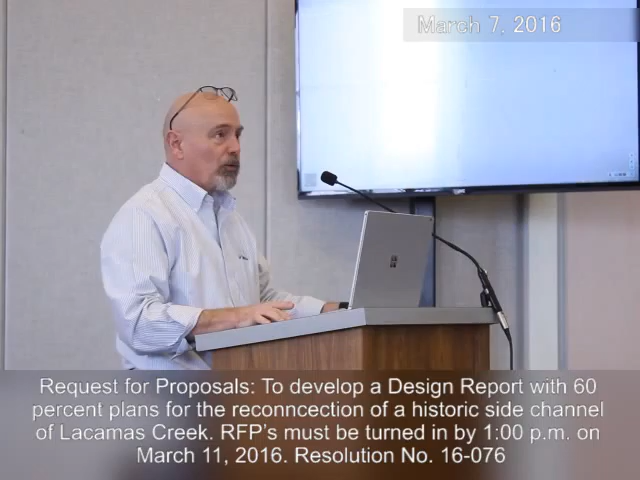 March 7, 2016
Request for Proposals: To develop a Design Report with 60
percent plans for the reconncection of a historic side channel
of Lacamas Creek. RFP's must be turned in by 1:00 p.m. on
March 11, 2016. Resolution No. 16-076